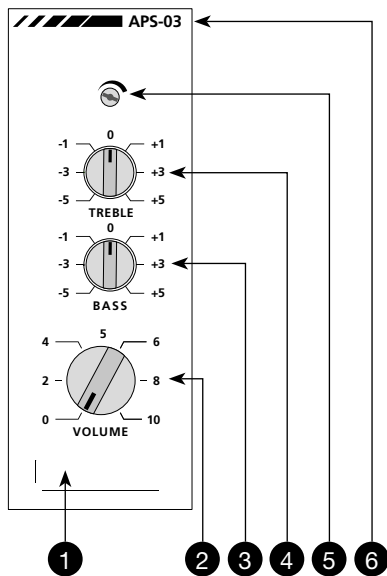 APS-03
0
-1 +1
-3 +3
-5 +5
TREBLE
0
-1 +1
-3 +3
-5 +5
BASS
5
4 6
2 8
0 10
VOLUME
1 2 3 4 5 6